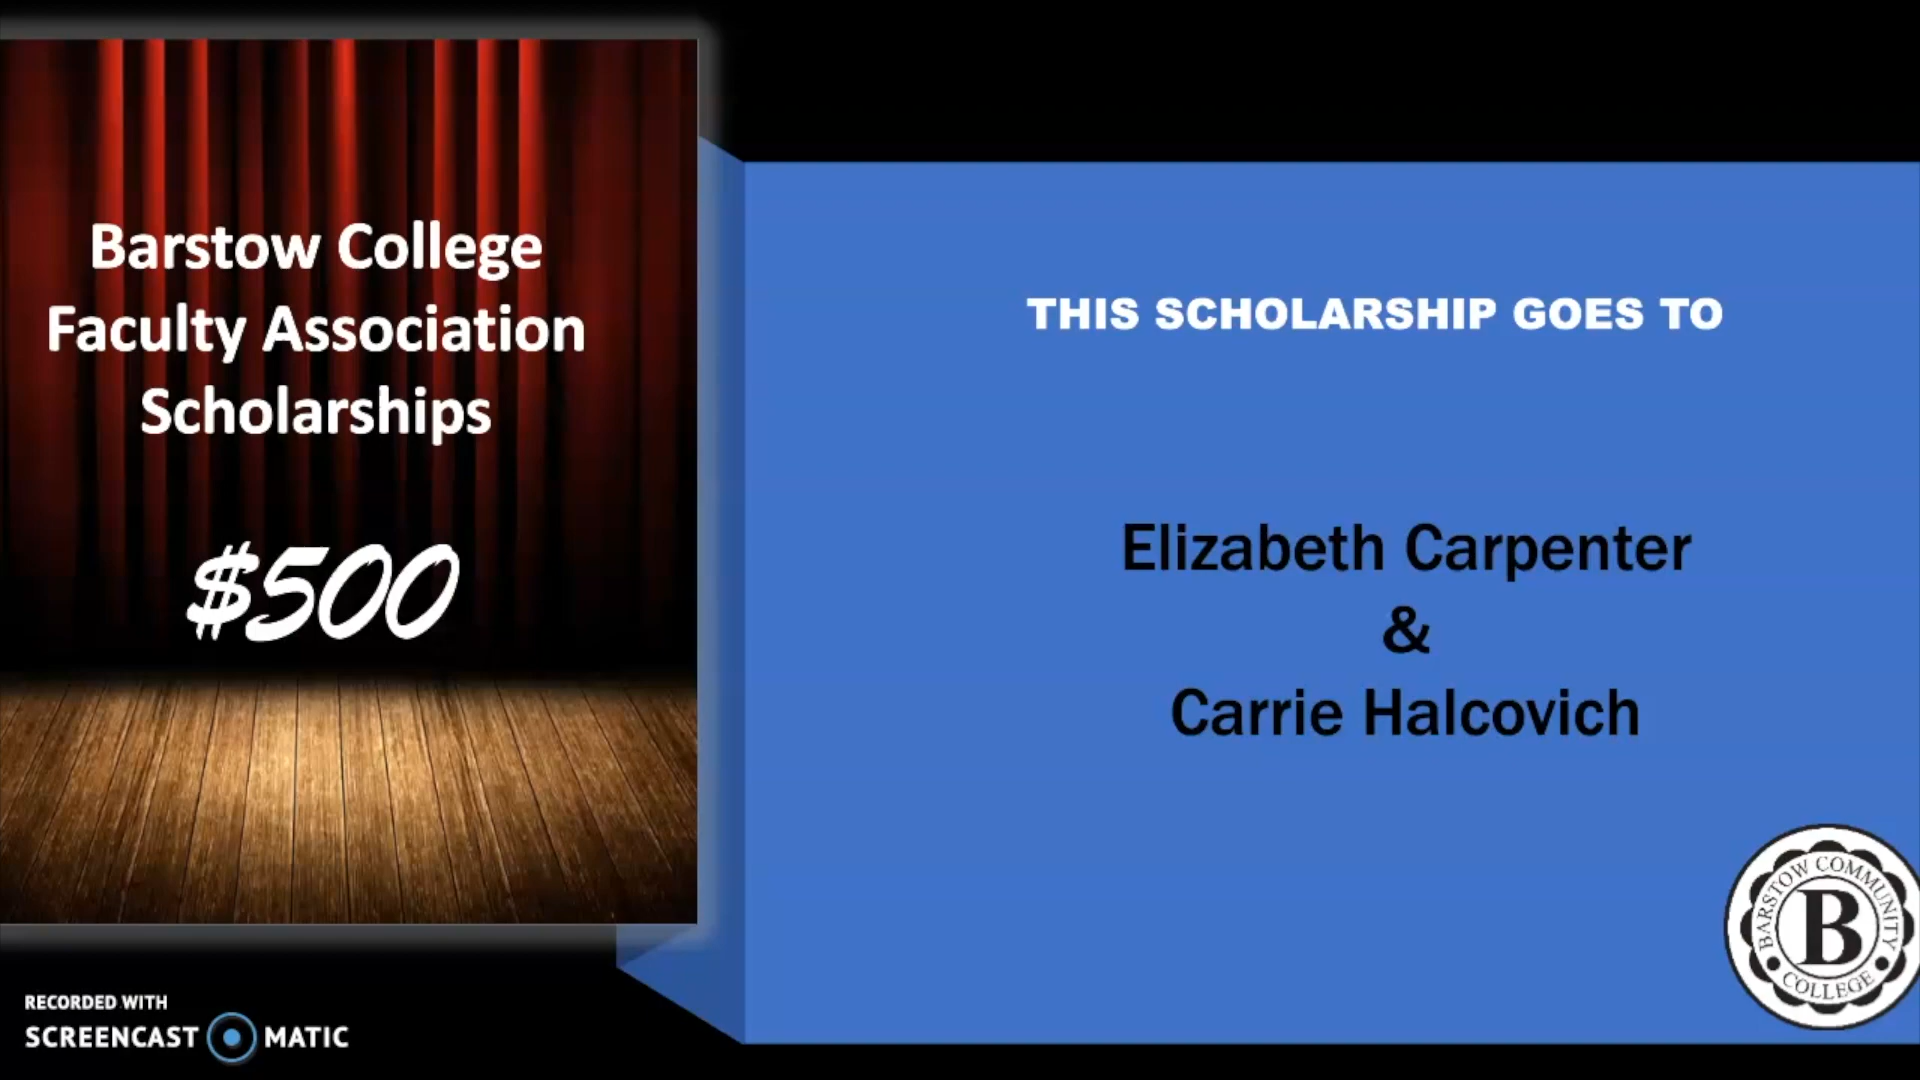 Barstow College
Faculty Association
Scholarships
$500
THIS SCHOLARSHIP GOES TO
Elizabeth Carpenter
&
Carrie Halcovich
BARSTOW COMMUNITY
B
COLLEGE
RECORDED WITH
SCREENCAST MATIC